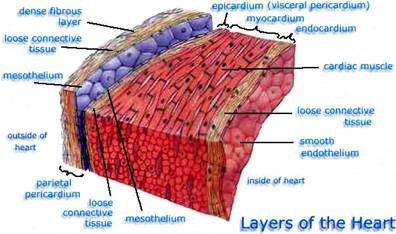 epicardium (visceral pericardium)
myocardium
endocardium
dense fibrous
layer
loose connective
tissue
mesothelium
cardiac muscle
loose connective
tissue
smooth
endothelium
outside of
heart
inside of heart
parietal
pericardium
loose
connective
tissue
mesothelium
Layers of the Heart